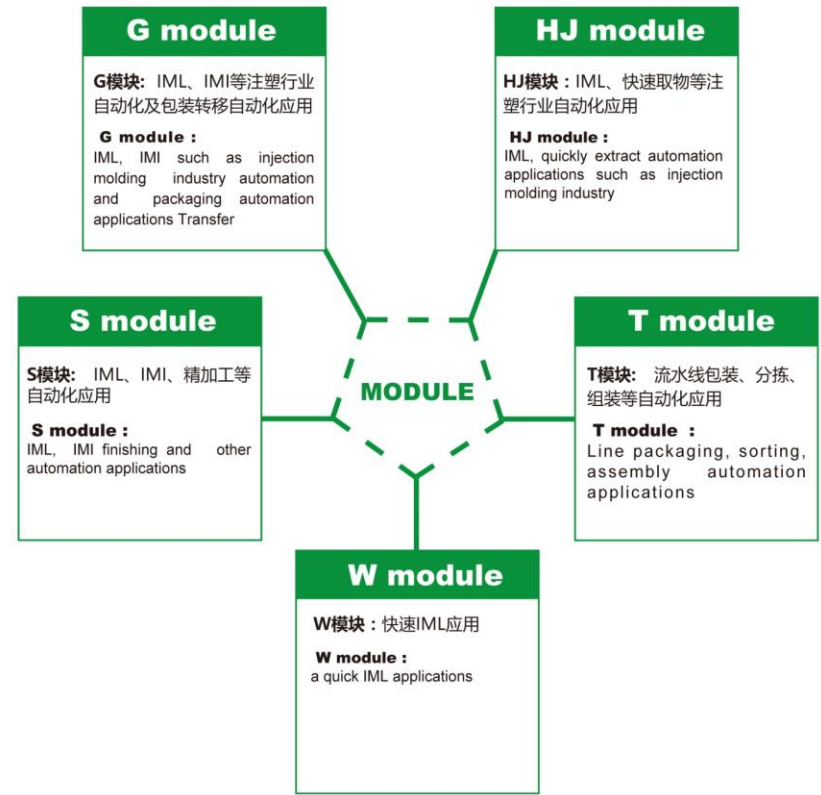 G module
G模块: IML、IMI等注塑行业
自动化及包装转移自动化应用
G module :
IML, IMI such as injection
molding industry automation
and packaging automation
applications Transfer
HJ module
HJ模块：IML、快速取物等注
塑行业自动化应用
HJ module :
IML, quickly extract automation
applications such as injection
molding industry
S module
S模块: IML、IMI、精加工等
自动化应用
S module :
IML, IMI finishing and other
automation applications
MODULE
T module
T模块: 流水线包装、分拣、
组装等自动化应用
T module :
Line packaging, sorting,
assembly automation
applications
W module
W模块：快速IML应用
W module :
a quick IML applications